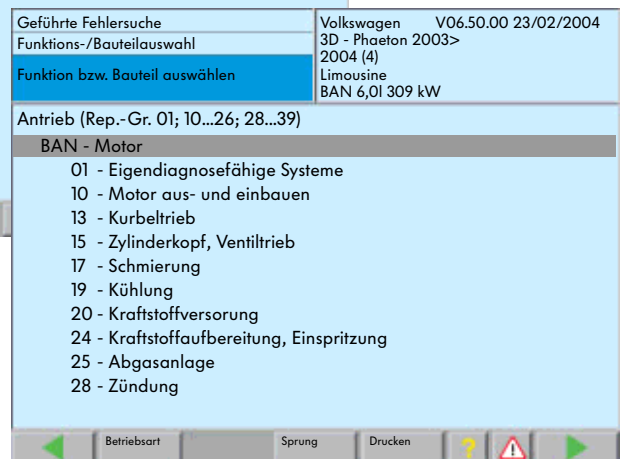 Geführte Fehlersuche
Funktions-/Bauteilauswahl
Funktion bzw. Bauteil auswählen
Volkswagen V06.50.00 23/02/2004
3D - Phaeton 2003>
2004 (4)
Limousine
BAN 6,0l 309 kW
Antrieb (Rep.-Gr. 01; 10...26; 28...39)
BAN - Motor
01 - Eigendiagnosefähige Systeme
10 - Motor aus- und einbauen
13 - Kurbeltrieb
15 - Zylinderkopf, Ventiltrieb
17 - Schmierung
19 - Kühlung
20 - Kraftstoffversorung
24 - Kraftstoffaufbereitung, Einspritzung
25 - Abgasanlage
28 - Zündung
Betriebsart Sprung Drucken ?